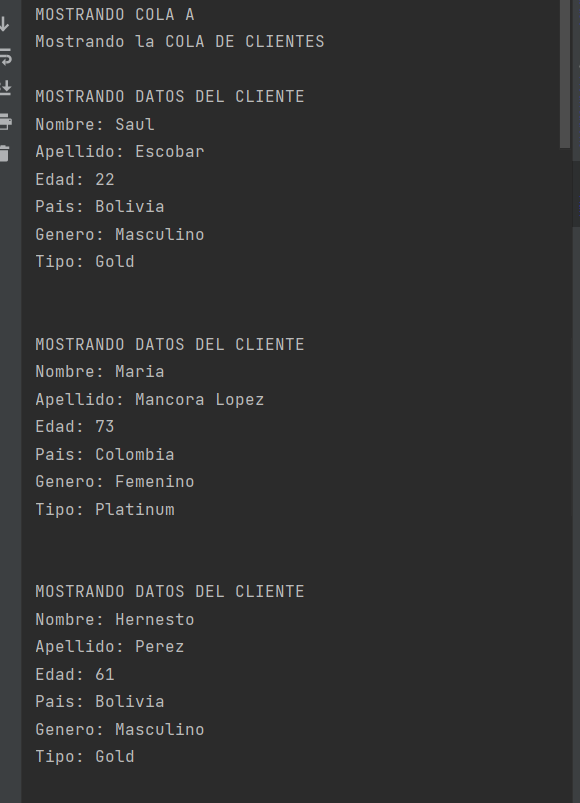 MOSTRANDO COLA A
Mostrando la COLA DE CLIENTES
MOSTRANDO DATOS DEL CLIENTE
Nombre: Saul
Apellido: Escobar
Edad: 22
Pais: Bolivia
Genero: Masculino
Tipo: Gold
MOSTRANDO DATOS DEL CLIENTE
Nombre: Maria
Apellido: Mancora Lopez
Edad: 73
Pais: Colombia
Genero: Femenino
Tipo: Platinum
MOSTRANDO DATOS DEL CLIENTE
Nombre: Hernesto
Apellido: Perez
Edad: 61
Pais: Bolivia
Genero: Masculino
Tipo: Gold